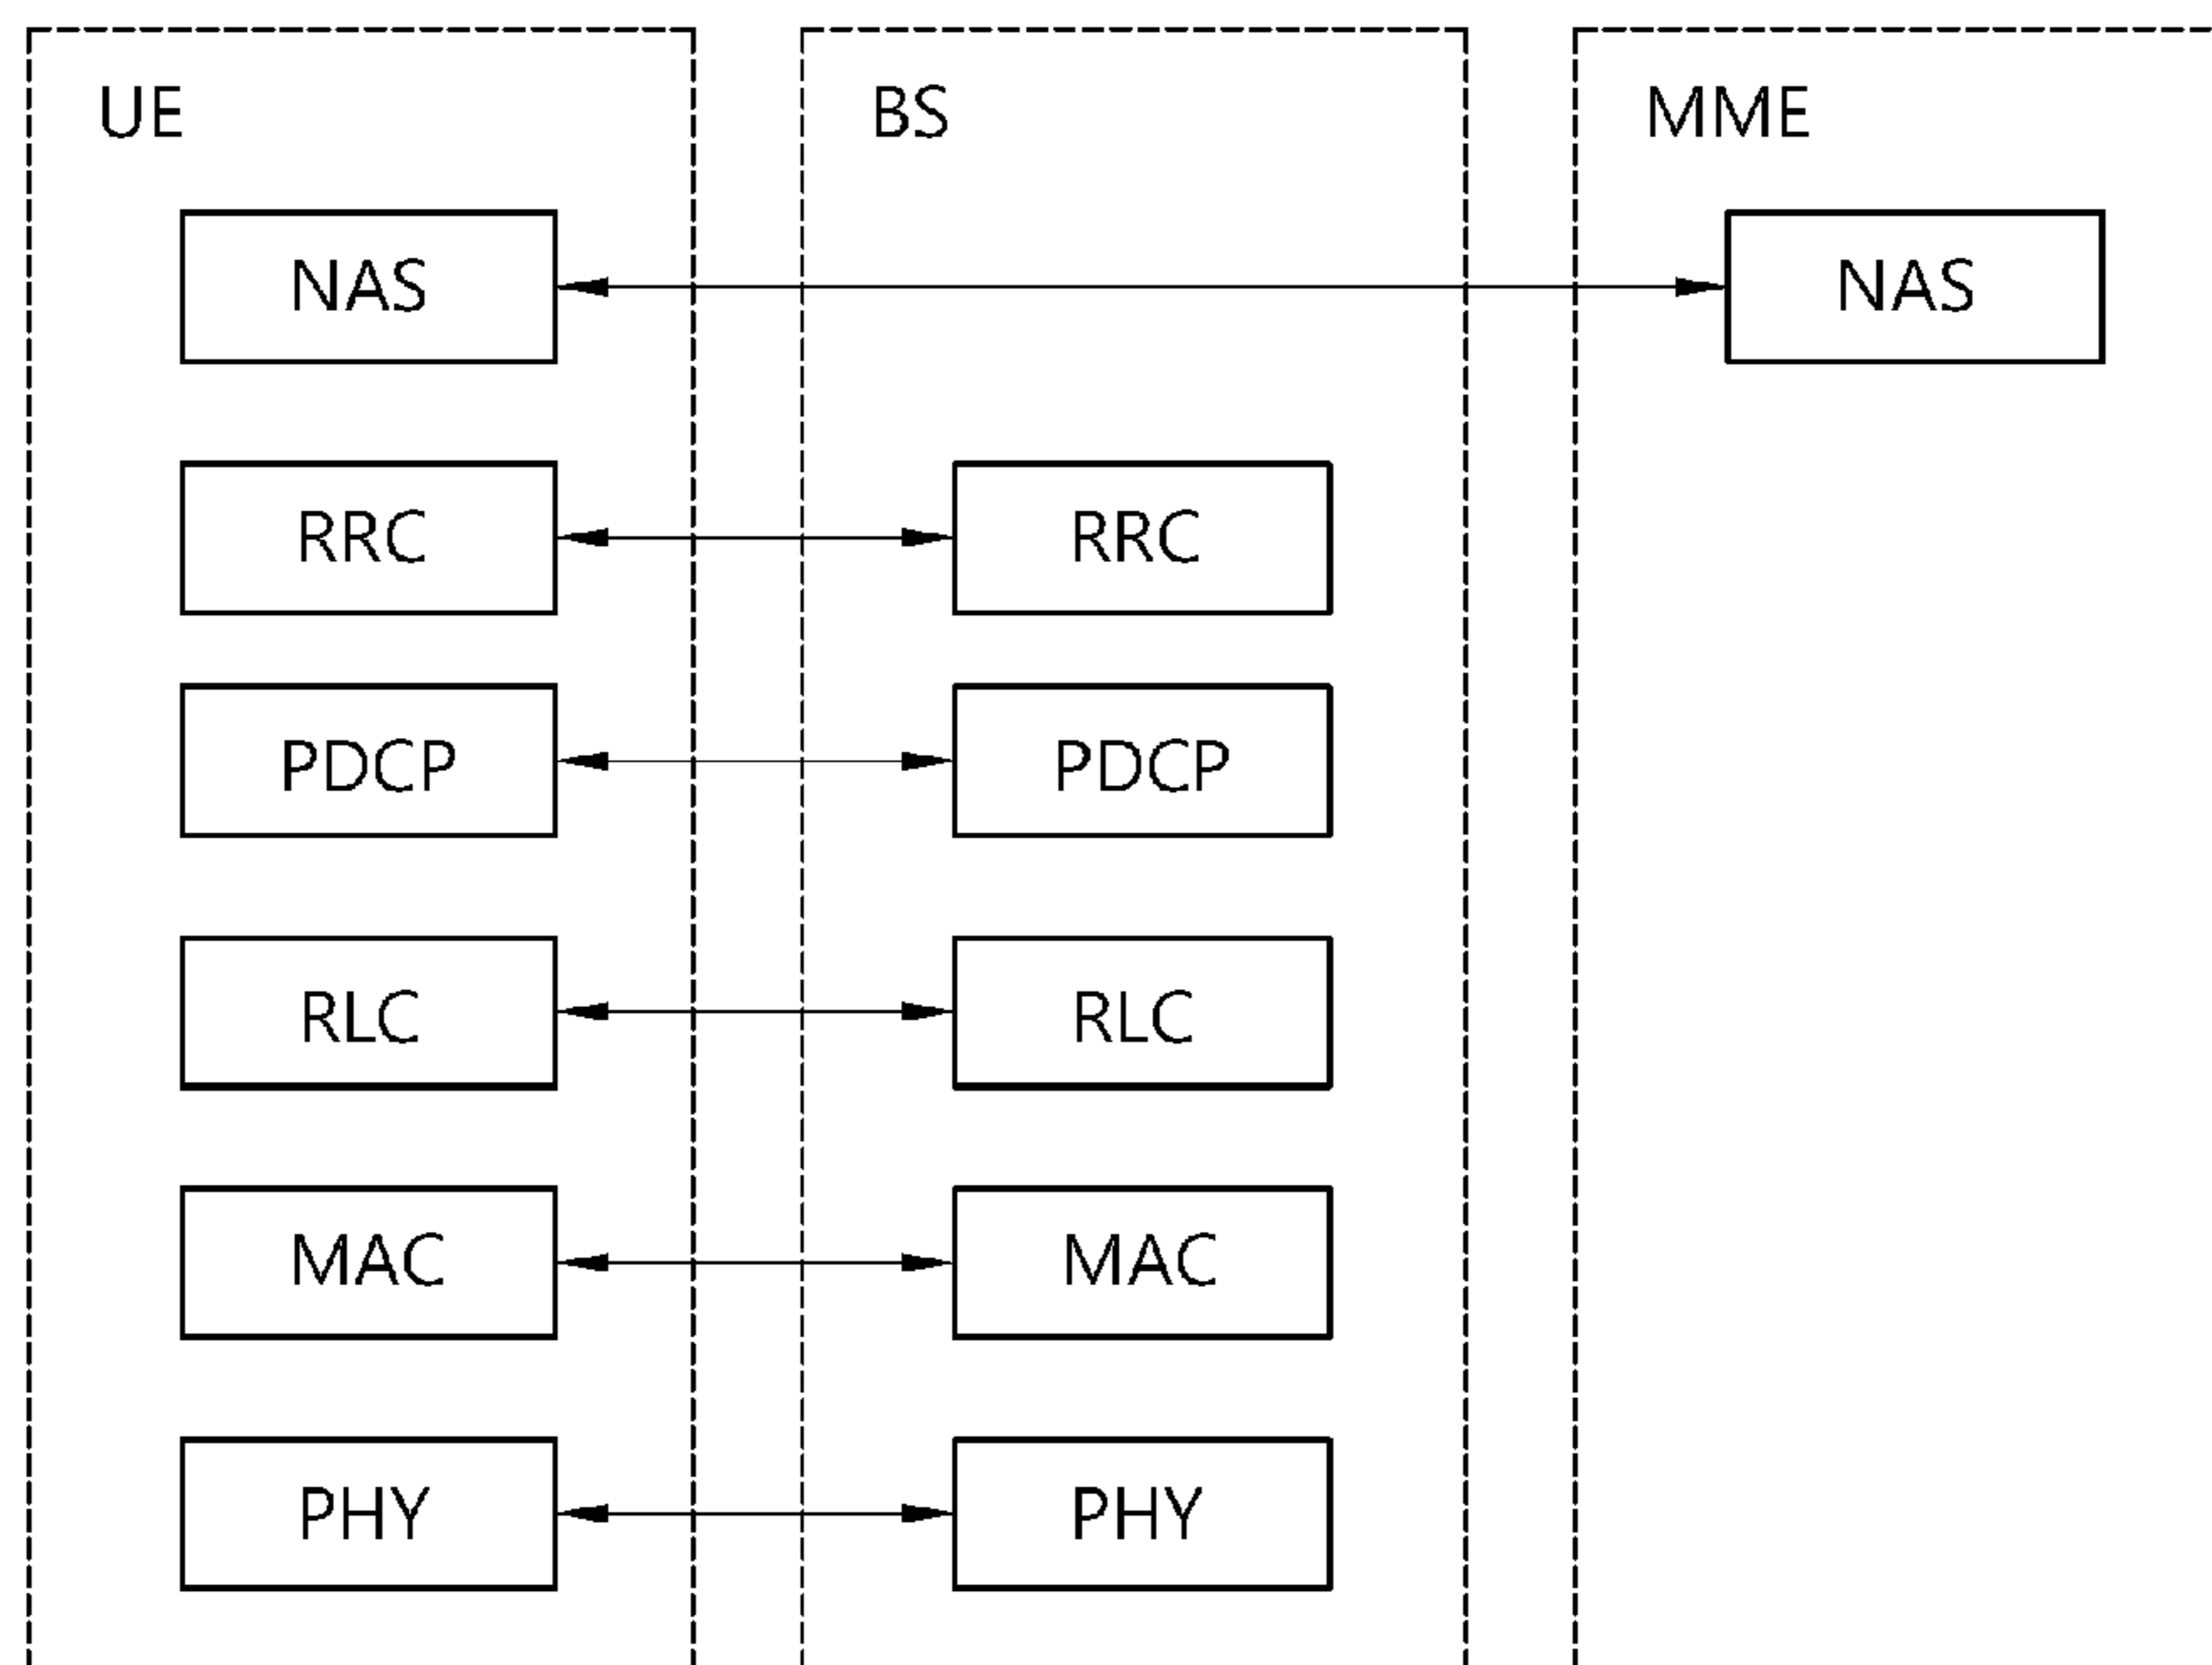 UE BS MME
NAS NAS
RRC RRC
PDCP PDCP
RLC RLC
MAC MAC
PHY PHY